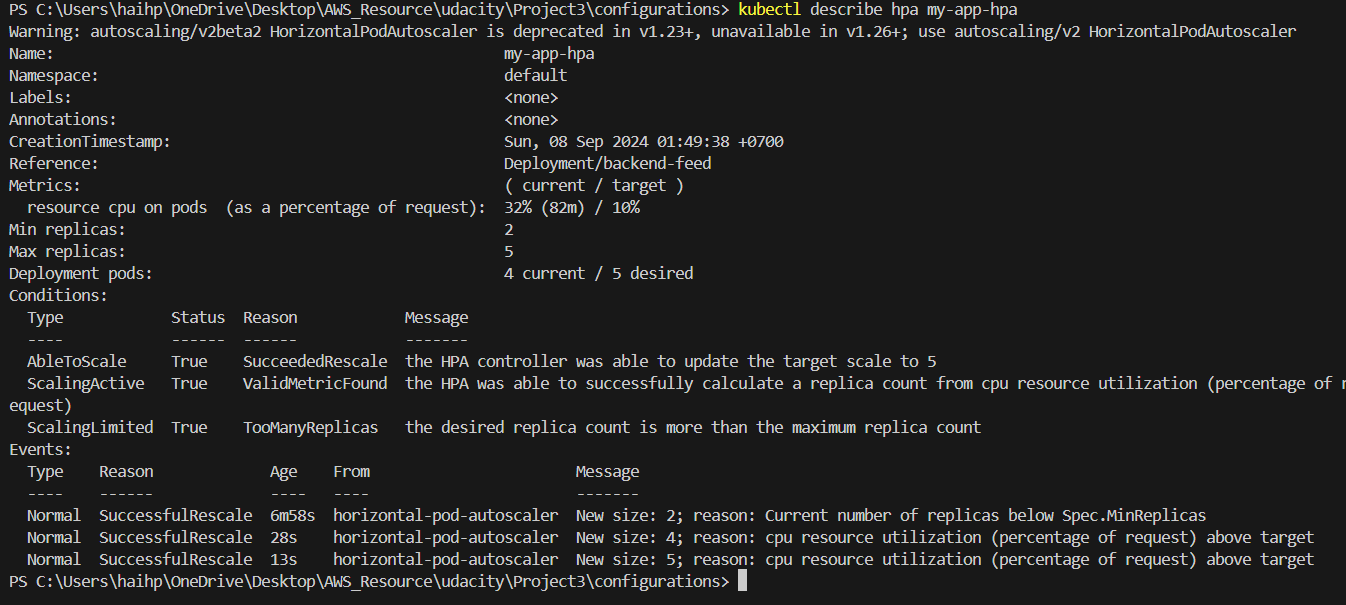 PS C:\Users\haihp\OneDrive\Desktop\AWS_Resource\udacity\Project3\configurations> kubectl describe hpa my-app-hpa
Warning: autoscaling/v2beta2 HorizontalPodAutoscaler is deprecated in v1.23+, unavailable in v1.26+; use autoscaling/v2 HorizontalPodAutoscaler
Name:                                                  my-app-hpa
Namespace:                                             default
Labels:                                                <none>
Annotations:                                           <none>
CreationTimestamp:                                     Sun, 08 Sep 2024 01:49:38 +0700
Reference:                                             Deployment/backend-feed
Metrics:                                               ( current / target )
  resource cpu on pods  (as a percentage of request):  32% (82m) / 10%
Min replicas:                                          2
Max replicas:                                          5
Deployment pods:                                       4 current / 5 desired
Conditions:
  Type            Status  Reason            Message
  ----            ------  ------            -------
  AbleToScale     True    SucceededRescale  the HPA controller was able to update the target scale to 5
  ScalingActive   True    ValidMetricFound  the HPA was able to successfully calculate a replica count from cpu resource utilization (percentage of r
equest)
  ScalingLimited  True    TooManyReplicas   the desired replica count is more than the maximum replica count
Events:
  Type    Reason             Age    From                       Message
  ----    ------             ----   ----                       -------
  Normal  SuccessfulRescale  6m58s  horizontal-pod-autoscaler  New size: 2; reason: Current number of replicas below Spec.MinReplicas
  Normal  SuccessfulRescale  28s    horizontal-pod-autoscaler  New size: 4; reason: cpu resource utilization (percentage of request) above target
  Normal  SuccessfulRescale  13s    horizontal-pod-autoscaler  New size: 5; reason: cpu resource utilization (percentage of request) above target
PS C:\Users\haihp\OneDrive\Desktop\AWS_Resource\udacity\Project3\configurations>